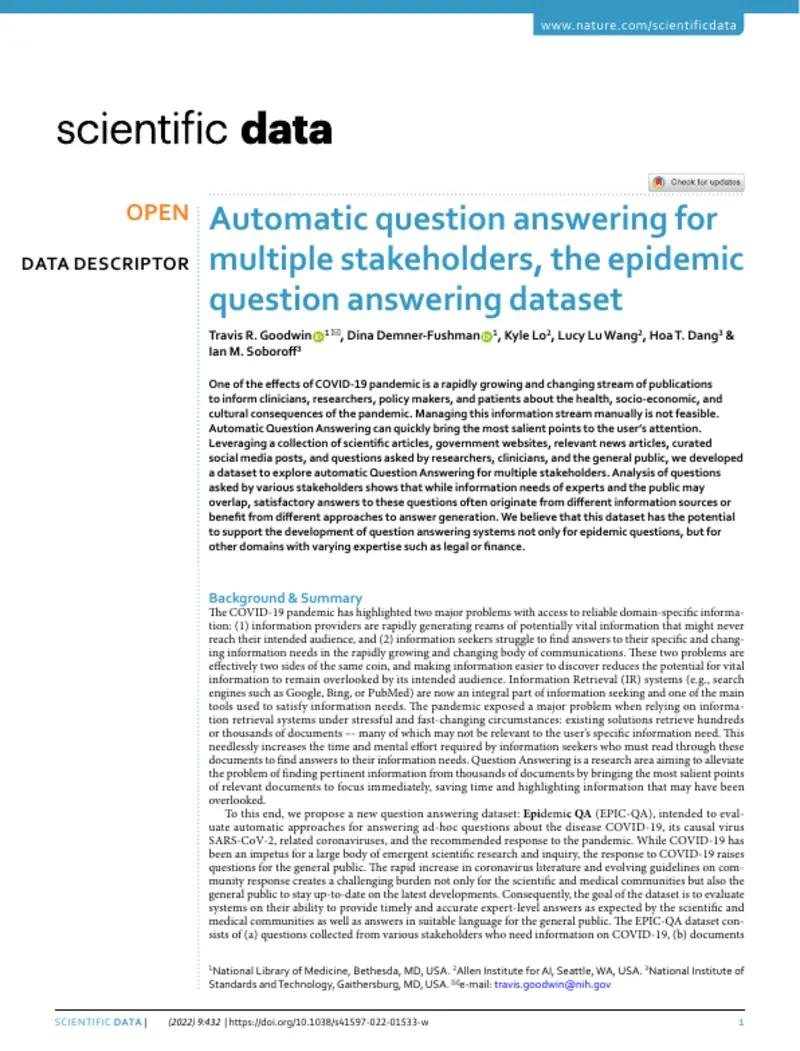 www.nature.com/scientificdata
scientific data
Check for updates
OPEN
DATA DESCRIPTOR
Automatic question answering for
multiple stakeholders, the epidemic
question answering dataset
Travis R. Goodwin 1 ✉, Dina Demner-Fushman 1, Kyle Lo2, Lucy Lu Wang2, Hoa T. Dang3 &
Ian M. Soboroff3
One of the effects of COVID-19 pandemic is a rapidly growing and changing stream of publications
to inform clinicians, researchers, policy makers, and patients about the health, socio-economic, and
cultural consequences of the pandemic. Managing this information stream manually is not feasible.
Automatic Question Answering can quickly bring the most salient points to the user's attention.
Leveraging a collection of scientific articles, government websites, relevant news articles, curated
social media posts, and questions asked by researchers, clinicians, and the general public, we developed
a dataset to explore automatic Question Answering for multiple stakeholders. Analysis of questions
asked by various stakeholders shows that while information needs of experts and the public may
overlap, satisfactory answers to these questions often originate from different information sources or
benefit from different approaches to answer generation. We believe that this dataset has the potential
to support the development of question answering systems not only for epidemic questions, but for
other domains with varying expertise such as legal or finance.
Background & Summary
The COVID-19 pandemic has highlighted two major problems with access to reliable domain-specific informa-
tion: (1) information providers are rapidly generating reams of potentially vital information that might never
reach their intended audience, and (2) information seekers struggle to find answers to their specific and chang-
ing information needs in the rapidly growing and changing body of communications. These two problems are
effectively two sides of the same coin, and making information easier to discover reduces the potential for vital
information to remain overlooked by its intended audience. Information Retrieval (IR) systems (e.g., search
engines such as Google, Bing, or PubMed) are now an integral part of information seeking and one of the main
tools used to satisfy information needs. The pandemic exposed a major problem when relying on informa-
tion retrieval systems under stressful and fast-changing circumstances: existing solutions retrieve hundreds
or thousands of documents –- many of which may not be relevant to the user's specific information need. This
needlessly increases the time and mental effort required by information seekers who must read through these
documents to find answers to their information needs. Question Answering is a research area aiming to alleviate
the problem of finding pertinent information from thousands of documents by bringing the most salient points
of relevant documents to focus immediately, saving time and highlighting information that may have been
overlooked.
To this end, we propose a new question answering dataset: Epidemic QA (EPIC-QA), intended to eval-
uate automatic approaches for answering ad-hoc questions about the disease COVID-19, its causal virus
SARS-CoV-2, related coronaviruses, and the recommended response to the pandemic. While COVID-19 has
been an impetus for a large body of emergent scientific research and inquiry, the response to COVID-19 raises
questions for the general public. The rapid increase in coronavirus literature and evolving guidelines on com-
munity response creates a challenging burden not only for the scientific and medical communities but also the
general public to stay up-to-date on the latest developments. Consequently, the goal of the dataset is to evaluate
systems on their ability to provide timely and accurate expert-level answers as expected by the scientific and
medical communities as well as answers in suitable language for the general public. The EPIC-QA dataset con-
sists of (a) questions collected from various stakeholders who need information on COVID-19, (b) documents
1National Library of Medicine, Bethesda, MD, USA. 2Allen Institute for AI, Seattle, WA, USA. 3National Institute of
Standards and Technology, Gaithersburg, MD, USA. ✉e-mail: travis.goodwin@nih.gov
SCIENTIFIC DATA | (2022) 9:432 | https://doi.org/10.1038/s41597-022-01533-w 1